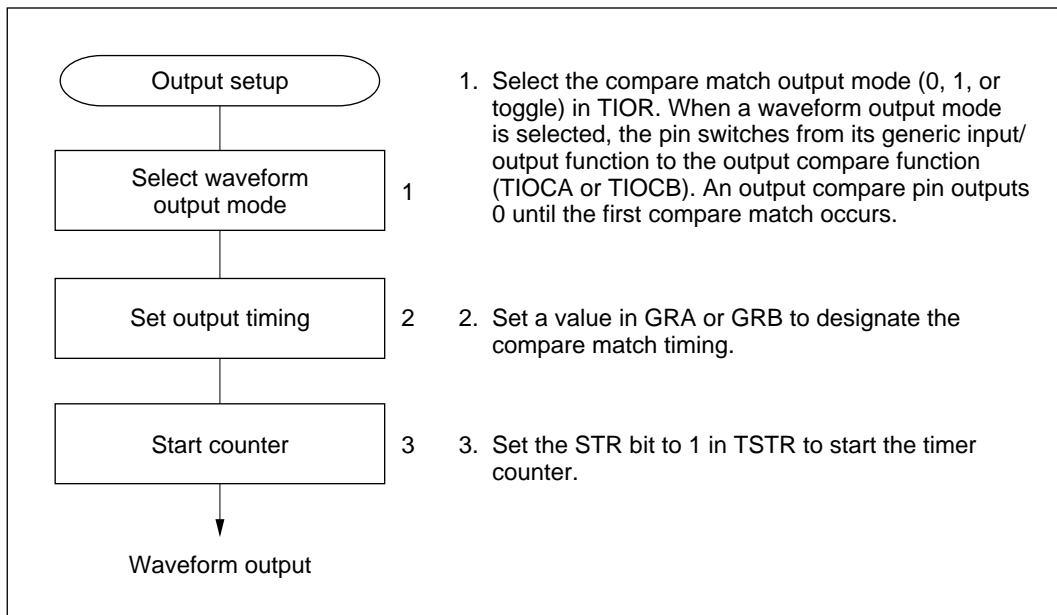 Output setup
Select waveform
output mode
1
Set output timing
2
Start counter
3
Waveform output
1. Select the compare match output mode (0, 1, or
toggle) in TIOR. When a waveform output mode
is selected, the pin switches from its generic input/
output function to the output compare function
(TIOCA or TIOCB). An output compare pin outputs
0 until the first compare match occurs.
2. Set a value in GRA or GRB to designate the
compare match timing.
3. Set the STR bit to 1 in TSTR to start the timer
counter.